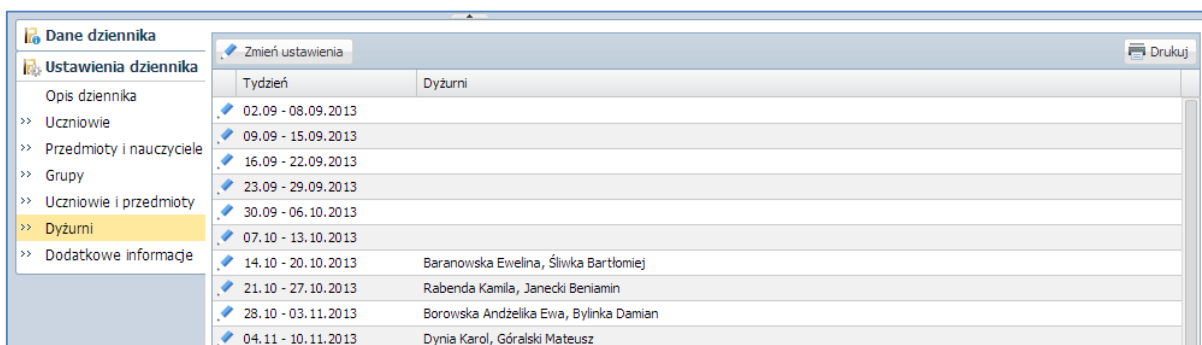 Dane dziennika
Ustawienia dziennika
Opis dziennika
>> Uczniowie
>> Przedmioty i nauczyciele
>> Grupy
>> Uczniowie i przedmioty
>> Dyżurni
>> Dodatkowe informacje
Zmień ustawienia Drukuj
Tydzień Dyżurni
02.09 - 08.09.2013
09.09 - 15.09.2013
16.09 - 22.09.2013
23.09 - 29.09.2013
30.09 - 06.10.2013
07.10 - 13.10.2013
14.10 - 20.10.2013 Baranowska Ewelina, Śliwka Bartłomiej
21.10 - 27.10.2013 Rabenda Kamila, Janecki Beniamin
28.10 - 03.11.2013 Borowska Andżelika Ewa, Bylinka Damian
04.11 - 10.11.2013 Dynia Karol, Góralski Mateusz